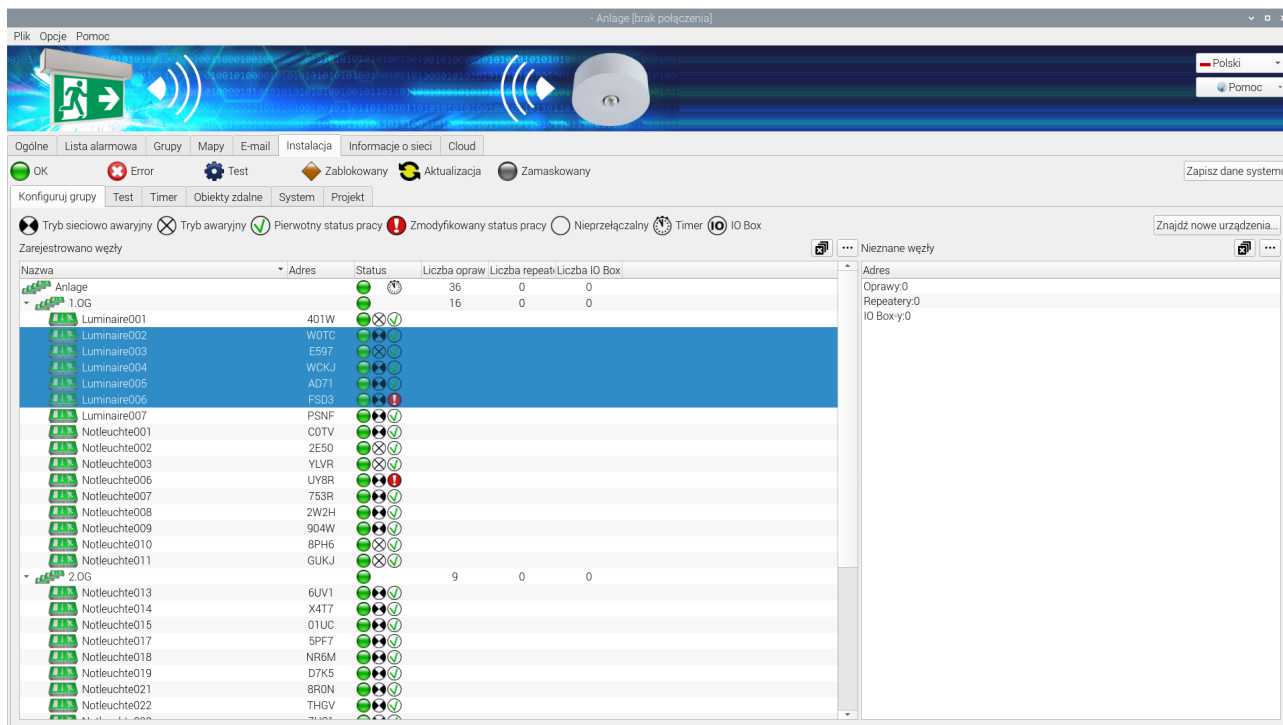 - Anlage [brak połączenia]
Plik Opcje Pomoc
Polski
Pomoc
Ogólne Lista alarmowa Grupy Mapy E-mail Instalacja Informacje o sieci Cloud
OK Error Test Zablokowany Aktualizacja Zamaskowany Zapisz dane systemu
Konfiguruj grupy Test Timer Obiekty zdalne System Projekt
Tryb sieciowo awaryjny Tryb awaryjny Pierwotny status pracy Zmodyfikowany status pracy Nieprzełączalny Timer IO IO Box Znajdź nowe urządzenia...
Zarejestrowano węzły Nieznane węzły
Nazwa Adres Status Liczba opraw Liczba repeat Liczba IO Box Adres
Anlage 36 0 0 Oprawy:0
1.OG 16 0 0 Repeatery:0
Luminaire001 401W IO Box-y:0
Luminaire002 W0TC
Luminaire003 E597
Luminaire004 WCKJ
Luminaire005 AD71
Luminaire006 FSD3
Luminaire007 PSNF
Notleuchte001 C0TV
Notleuchte002 2E50
Notleuchte003 YLVR
Notleuchte006 UY8R
Notleuchte007 753R
Notleuchte008 2W2H
Notleuchte009 904W
Notleuchte010 8PH6
Notleuchte011 GUKJ
2.OG 9 0 0
Notleuchte013 6UV1
Notleuchte014 X4T7
Notleuchte015 01UC
Notleuchte017 5PF7
Notleuchte018 NR6M
Notleuchte019 D7K5
Notleuchte021 8R0N
Notleuchte022 THGV